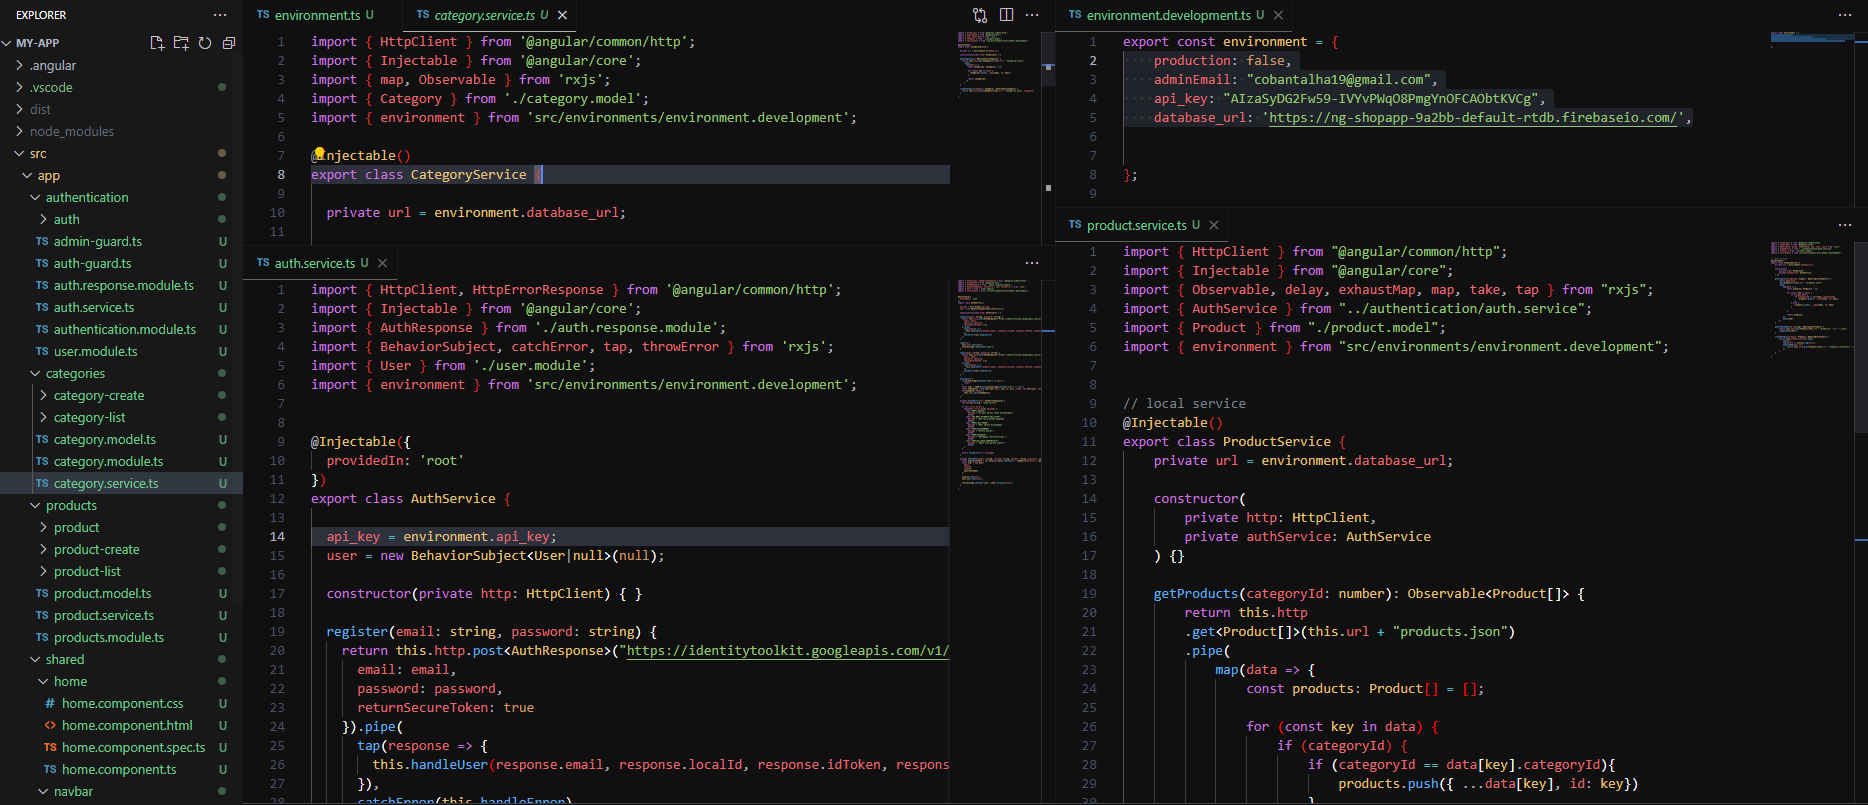 EXPLORER
MY-APP
.angular
.vscode
dist
node_modules
src
app
authentication
auth
TS admin-guard.ts U
TS auth-guard.ts U
TS auth.response.module.ts U
TS auth.service.ts U
TS authentication.module.ts U
TS user.module.ts U
categories
category-create
category-list
TS category.model.ts U
TS category.module.ts U
TS category.service.ts U
products
product
product-create
product-list
TS product.model.ts U
TS product.service.ts U
TS products.module.ts U
shared
home
# home.component.css U
<> home.component.html U
TS home.component.spec.ts U
TS home.component.ts U
navbar
TS environment.ts U
TS category.service.ts U
1 import { HttpClient } from '@angular/common/http';
2 import { Injectable } from '@angular/core';
3 import { map, Observable } from 'rxjs';
4 import { Category } from './category.model';
5 import { environment } from 'src/environments/environment.development';
6
7 @Injectable()
8 export class CategoryService {
9
10 private url = environment.database_url;
11
TS auth.service.ts U
1 import { HttpClient, HttpErrorResponse } from '@angular/common/http';
2 import { Injectable } from '@angular/core';
3 import { AuthResponse } from './auth.response.module';
4 import { BehaviorSubject, catchError, tap, throwError } from 'rxjs';
5 import { User } from './user.module';
6 import { environment } from 'src/environments/environment.development';
7
8
9 @Injectable({
10 providedIn: 'root'
11 })
12 export class AuthService {
13
14 api_key = environment.api_key;
15 user = new BehaviorSubject<User|null>(null);
16
17 constructor(private http: HttpClient) { }
18
19 register(email: string, password: string) {
20 return this.http.post<AuthResponse>("https://identitytoolkit.googleapis.com/v1/
21 email: email,
22 password: password,
23 returnSecureToken: true
24 }).pipe(
25 tap(response => {
26 this.handleUser(response.email, response.localId, response.idToken, respons
27 }),
28 catchError(this.handleError)
TS environment.development.ts U
1 export const environment = {
2 production: false,
3 adminEmail: "cobantalha19@gmail.com",
4 api_key: "AIzaSyDG2Fw59-IVYvPWqO8PmgYnOFCAObtKVCg",
5 database_url: 'https://ng-shopapp-9a2bb-default-rtdb.firebaseio.com/',
6
7
8 };
9
TS product.service.ts U
1 import { HttpClient } from "@angular/common/http";
2 import { Injectable } from "@angular/core";
3 import { Observable, delay, exhaustMap, map, take, tap } from "rxjs";
4 import { AuthService } from "../authentication/auth.service";
5 import { Product } from "./product.model";
6 import { environment } from "src/environments/environment.development";
7
8
9 // local service
10 @Injectable()
11 export class ProductService {
12 private url = environment.database_url;
13
14 constructor(
15 private http: HttpClient,
16 private authService: AuthService
17 ) {}
18
19 getProducts(categoryId: number): Observable<Product[]> {
20 return this.http
21 .get<Product[]>(this.url + "products.json")
22 .pipe(
23 map(data => {
24 const products: Product[] = [];
25
26 for (const key in data) {
27 if (categoryId) {
28 if (categoryId == data[key].categoryId){
29 products.push({ ...data[key], id: key})
30 }